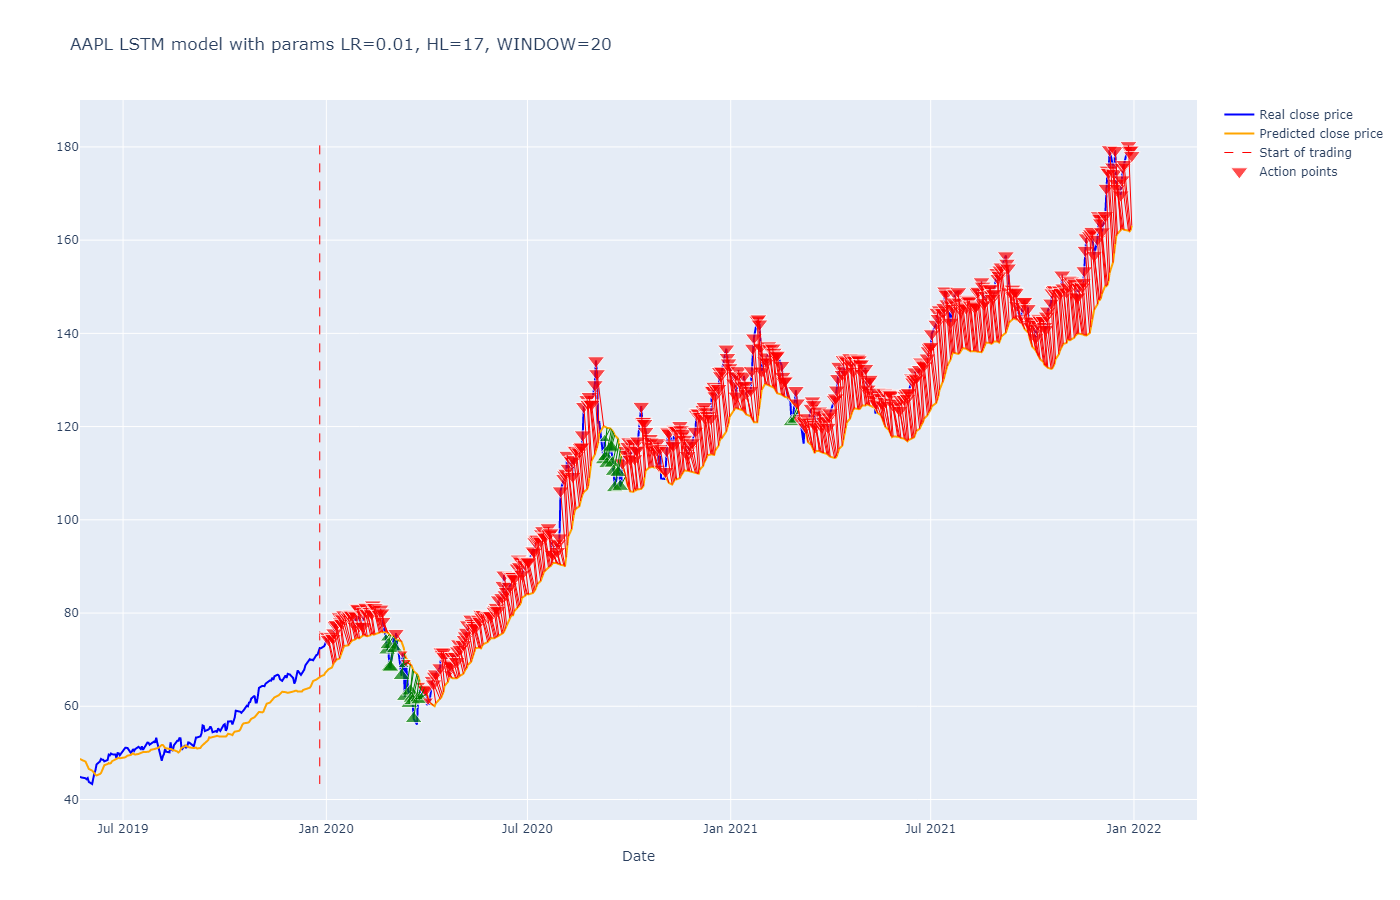 AAPL LSTM model with params LR=0.01, HL=17, WINDOW=20
Real close price
Predicted close price
Start of trading
Action points
180
160
140
120
100
80
60
40
Jul 2019
Jan 2020
Jul 2020
Jan 2021
Jul 2021
Jan 2022
Date